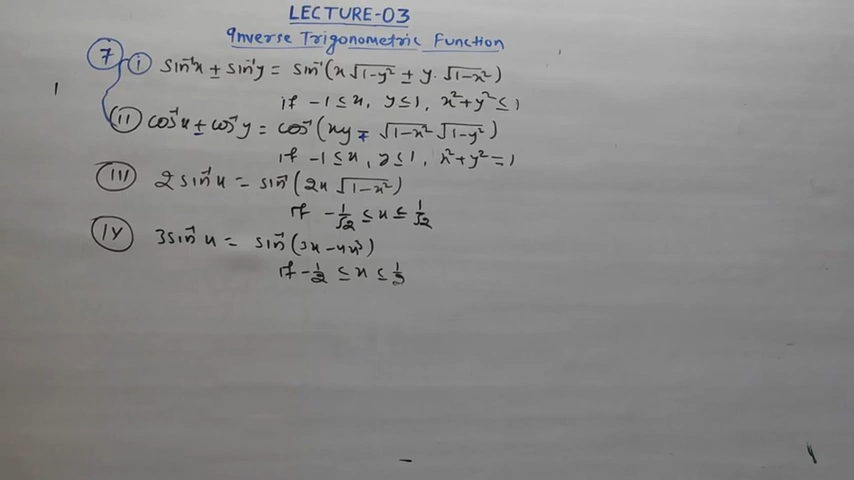 LECTURE-03
Inverse Trigonometric Function
7 i sin⁻¹x ± sin⁻¹y = sin⁻¹(x √1-y² ± y. √1-x²)
if -1 ≤ x, y ≤ 1, x² + y² ≤ 1
ii cos⁻¹x ± cos⁻¹y = cos⁻¹(xy ∓ √1-x² √1-y²)
if -1 ≤ x, y ≤ 1, x² + y² = 1
iii 2 sin⁻¹x = sin⁻¹(2x √1-x²)
if -1/√2 ≤ x ≤ 1/√2
iv 3sin⁻¹x = sin⁻¹(3x - 4x³)
if -1/2 ≤ x ≤ 1/2